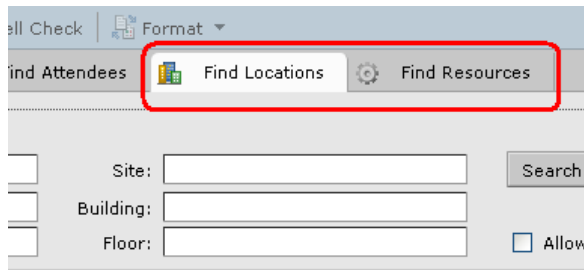 ell Check Format
ind Attendees Find Locations Find Resources
Site: Search
Building:
Floor: Allow